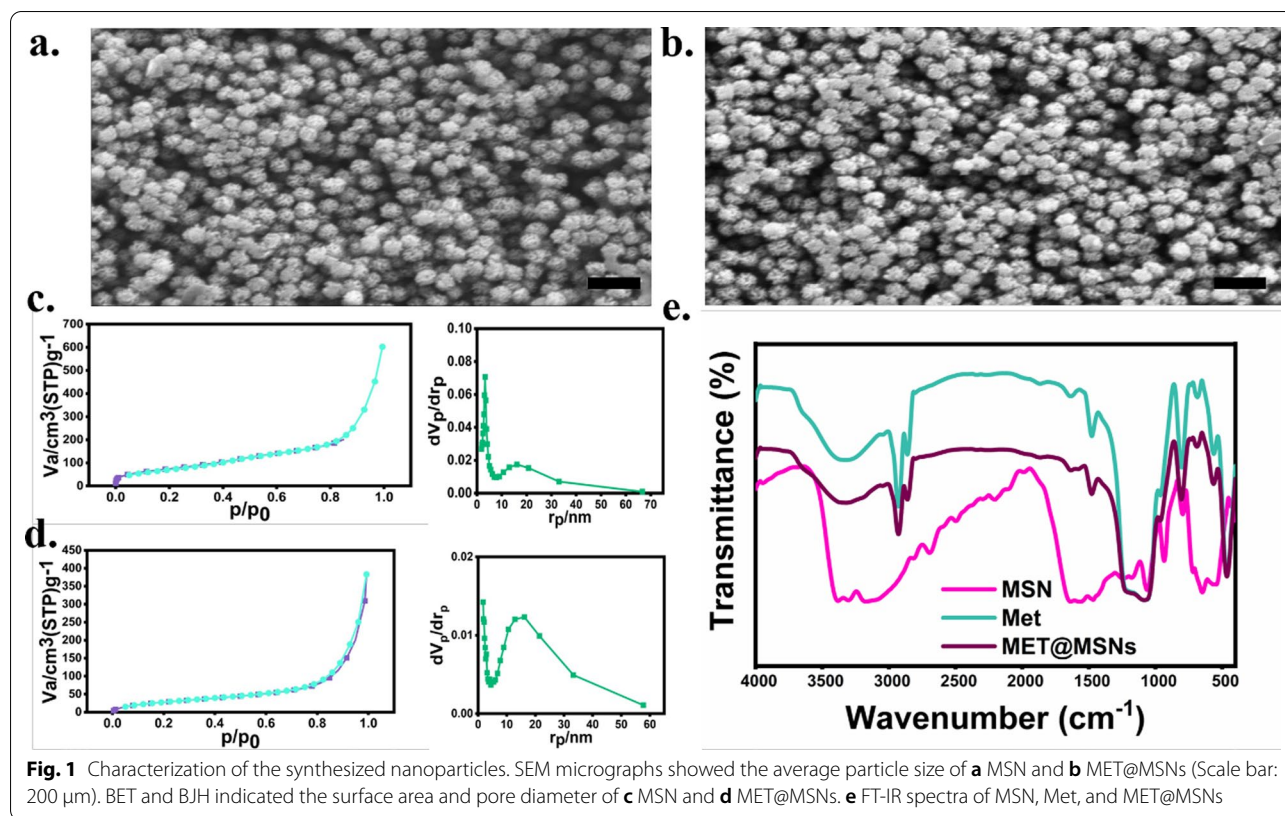 a.
b.
c.
Va/cm³(STP)g-1
700
600
500
400
300
200
100
0
0.0 0.2 0.4 0.6 0.8 1.0
p/p₀
dVp/drp
0.10
0.08
0.06
0.04
0.02
0.00
0 10 20 30 40 50 60 70
rp/nm
d.
Va/cm³(STP)g-1
450
400
350
300
250
200
150
100
50
0
0.0 0.2 0.4 0.6 0.8 1.0
p/p₀
dVp/drp
0.02
0.01
0.00
0 10 20 30 40 50 60
rp/nm
e.
Transmittance (%)
MSN
Met
MET@MSNs
4000 3500 3000 2500 2000 1500 1000 500
Wavenumber (cm⁻¹)
Fig. 1 Characterization of the synthesized nanoparticles. SEM micrographs showed the average particle size of a MSN and b MET@MSNs (Scale bar:
200 μm). BET and BJH indicated the surface area and pore diameter of c MSN and d MET@MSNs. e FT-IR spectra of MSN, Met, and MET@MSNs